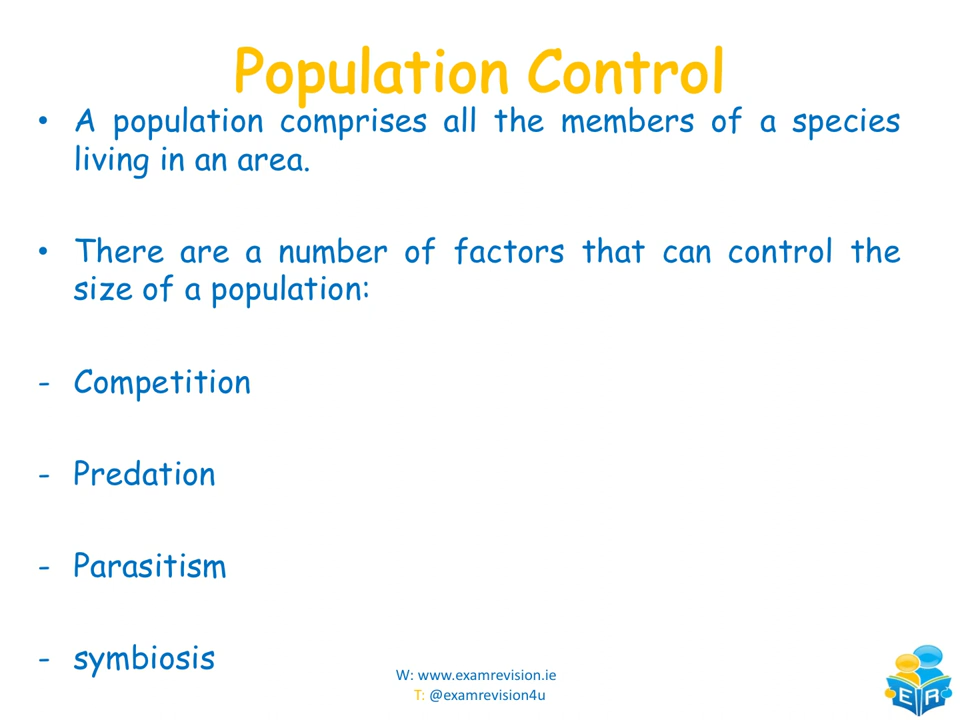 Population Control
• A population comprises all the members of a species
living in an area.
• There are a number of factors that can control the
size of a population:
- Competition
- Predation
- Parasitism
- symbiosis
W: www.examrevision.ie
T: @examrevision4u
E R